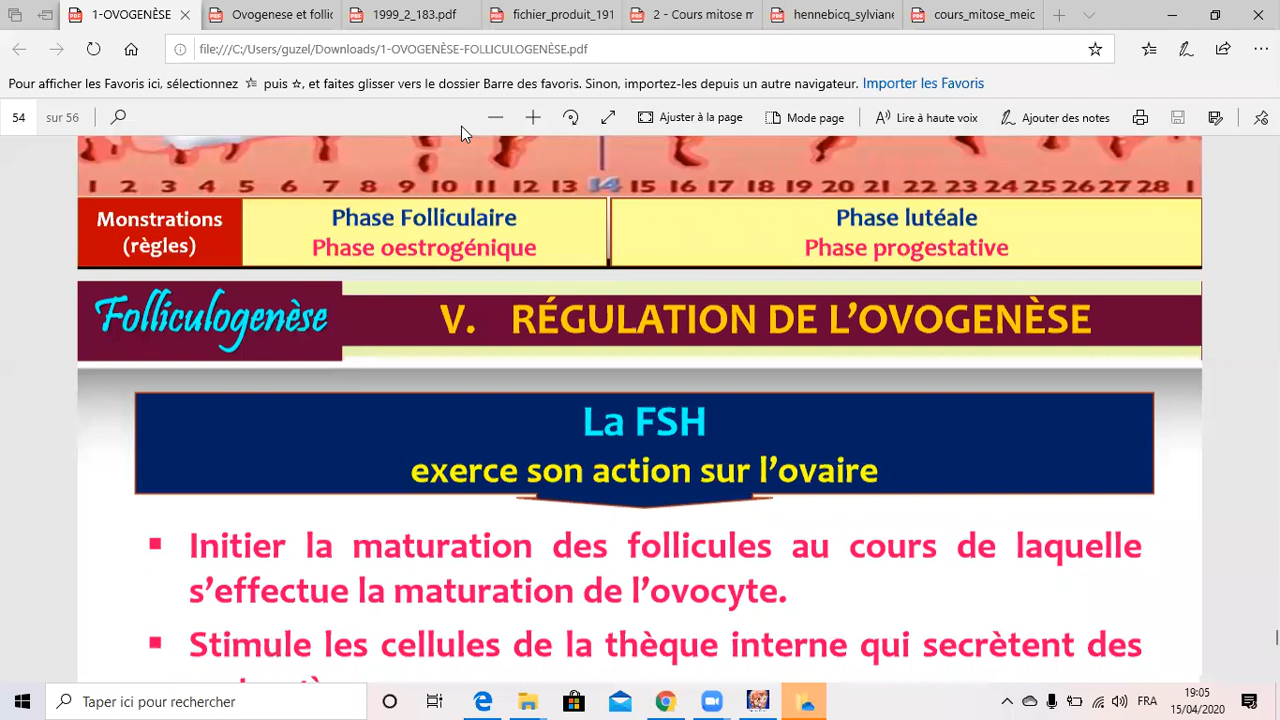 1-OVOGENÈSE
Ovogenese et follic
1999_2_183.pdf
fichier_produit_191
2 - Cours mitose m
hennebicq_sylviane
cours_mitose_meio
file:///C:/Users/guzel/Downloads/1-OVOGENÈSE-FOLLICULOGENÈSE.pdf
Pour afficher les Favoris ici, sélectionnez puis ☆, et faites glisser vers le dossier Barre des favoris. Sinon, importez-les depuis un autre navigateur. Importer les Favoris
54 sur 56 Ajuster à la page Mode page Lire à haute voix Ajouter des notes
1 2 3 4 5 6 7 8 9 10 11 12 13 14 15 16 17 18 19 20 21 22 23 24 25 26 27 28 1
Monstrations
(règles)
Phase Folliculaire
Phase oestrogénique
Phase lutéale
Phase progestative
Folliculogenèse
V. RÉGULATION DE L’OVOGENÈSE
La FSH
exerce son action sur l’ovaire
▪ Initier la maturation des follicules au cours de laquelle
s’effectue la maturation de l’ovocyte.
▪ Stimule les cellules de la thèque interne qui secrètent des
Taper ici pour rechercher
FRA
19:05
15/04/2020